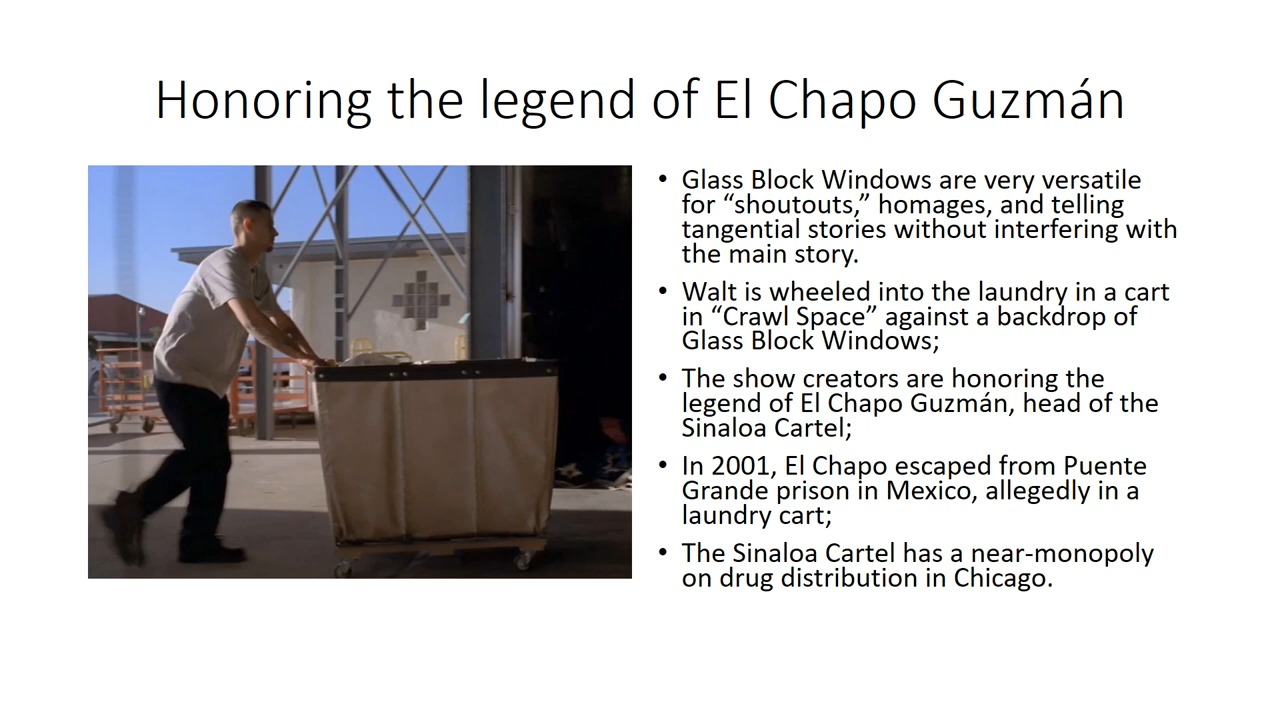 Honoring the legend of El Chapo Guzmán
• Glass Block Windows are very versatile
for “shoutouts,” homages, and telling
tangential stories without interfering with
the main story.
• Walt is wheeled into the laundry in a cart
in “Crawl Space” against a backdrop of
Glass Block Windows;
• The show creators are honoring the
legend of El Chapo Guzmán, head of the
Sinaloa Cartel;
• In 2001, El Chapo escaped from Puente
Grande prison in Mexico, allegedly in a
laundry cart;
• The Sinaloa Cartel has a near-monopoly
on drug distribution in Chicago.